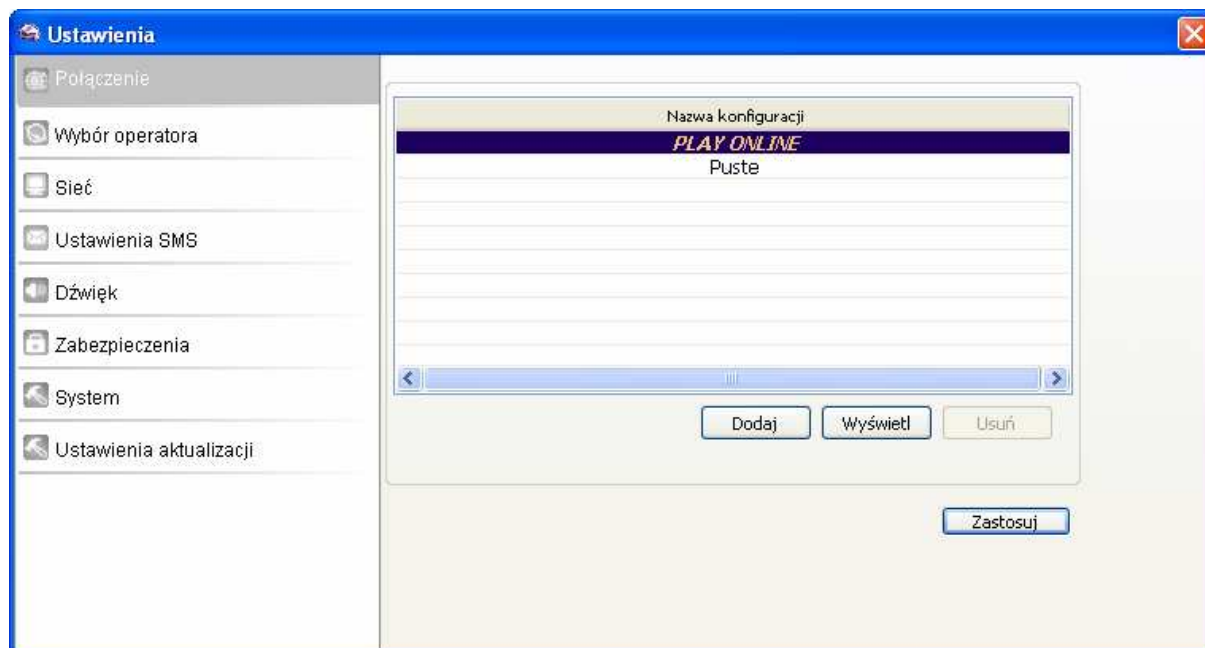 Ustawienia
Połączenie
Wybór operatora
Sieć
Ustawienia SMS
Dźwięk
Zabezpieczenia
System
Ustawienia aktualizacji
Nazwa konfiguracji
PLAY ONLINE
Puste
Dodaj
Wyświetl
Usuń
Zastosuj